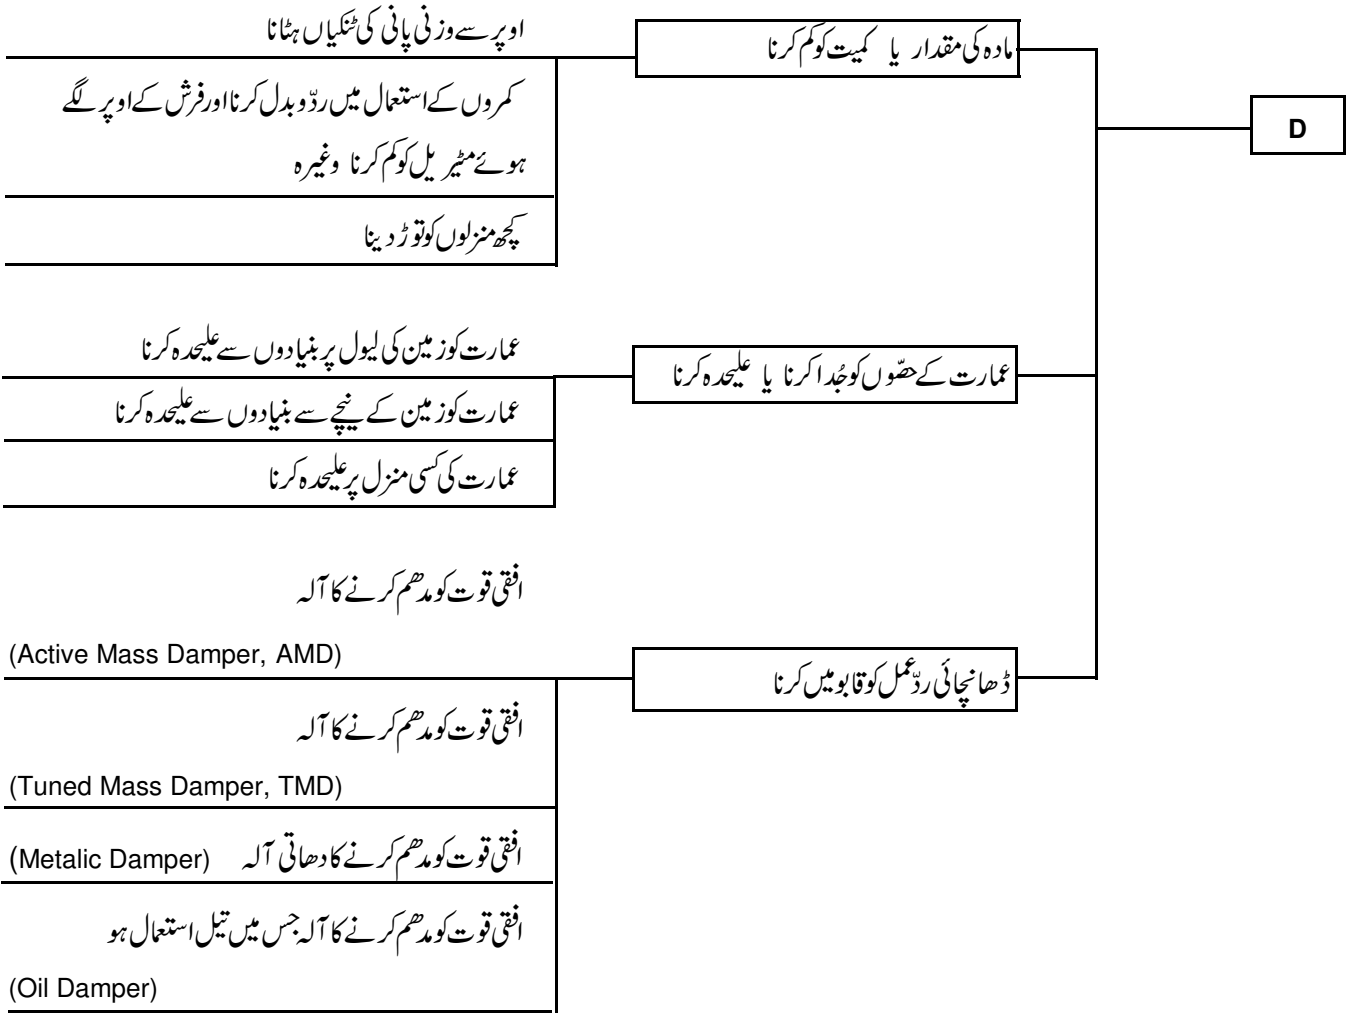 D
مادہ کی مقدار یا کمیت کو کم کرنا
اوپر سے وزنی پانی کی ٹنکیاں ہٹانا
کمروں کے استعمال میں ردّ و بدل کرنا اور فرش کے اوپر لگے
ہوئے مٹیریل کو کم کرنا وغیرہ
کچھ منزلوں کو توڑ دینا
عمارت کے حصّوں کو جُدا کرنا یا علیحدہ کرنا
عمارت کو زمین کی لیول پر بنیادوں سے علیحدہ کرنا
عمارت کو زمین کے نیچے سے بنیادوں سے علیحدہ کرنا
عمارت کی کسی منزل پر علیحدہ کرنا
ڈھانچائی ردّعمل کو قابو میں کرنا
افقی قوت کو مدھم کرنے کا آلہ
(Active Mass Damper, AMD)
افقی قوت کو مدھم کرنے کا آلہ
(Tuned Mass Damper, TMD)
افقی قوت کو مدھم کرنے کا دھاتی آلہ (Metalic Damper)
افقی قوت کو مدھم کرنے کا آلہ جس میں تیل استعمال ہو
(Oil Damper)